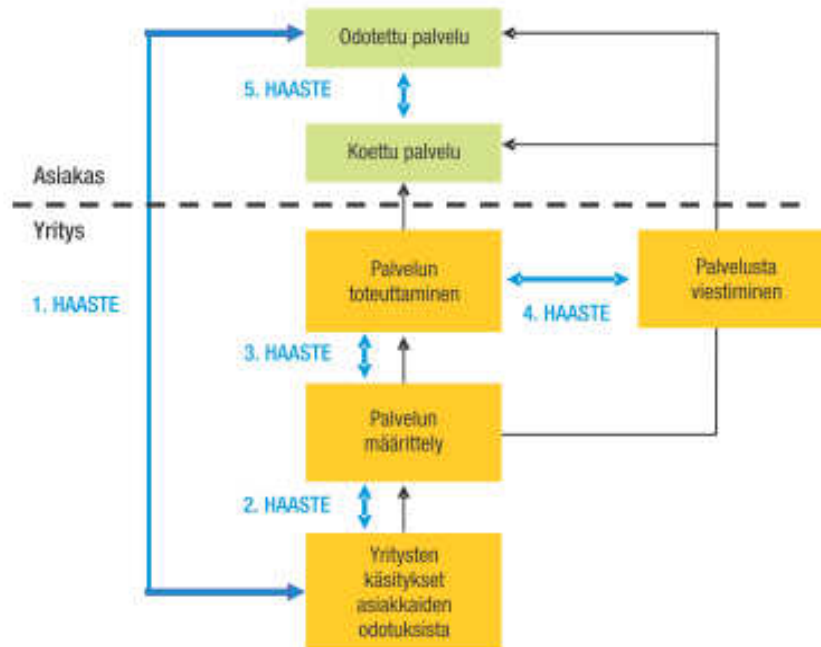 Odotettu palvelu
5. HAASTE
Koettu palvelu
Asiakas
Yritys
1. HAASTE
Palvelun
toteuttaminen
4. HAASTE
Palvelusta
viestiminen
3. HAASTE
Palvelun
määrittely
2. HAASTE
Yritysten
käsitykset
asiakkaiden
odotuksista